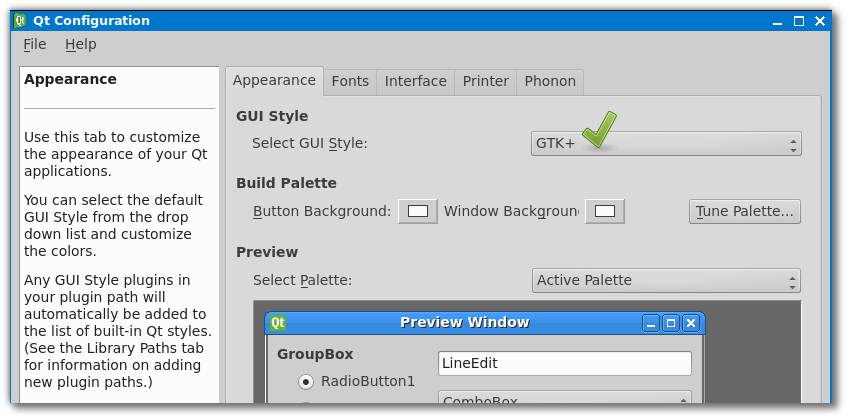 Qt Configuration
File Help
Appearance
Use this tab to customize
the appearance of your Qt
applications.
You can select the default
GUI Style from the drop
down list and customize
the colors.
Any GUI Style plugins in
your plugin path will
automatically be added to
the list of built-in Qt styles.
(See the Library Paths tab
for information on adding
new plugin paths.)
Appearance Fonts Interface Printer Phonon
GUI Style
Select GUI Style: GTK+
Build Palette
Button Background: Window Backgroun Tune Palette...
Preview
Select Palette: Active Palette
Qt Preview Window
GroupBox
LineEdit
RadioButton1
ComboBox